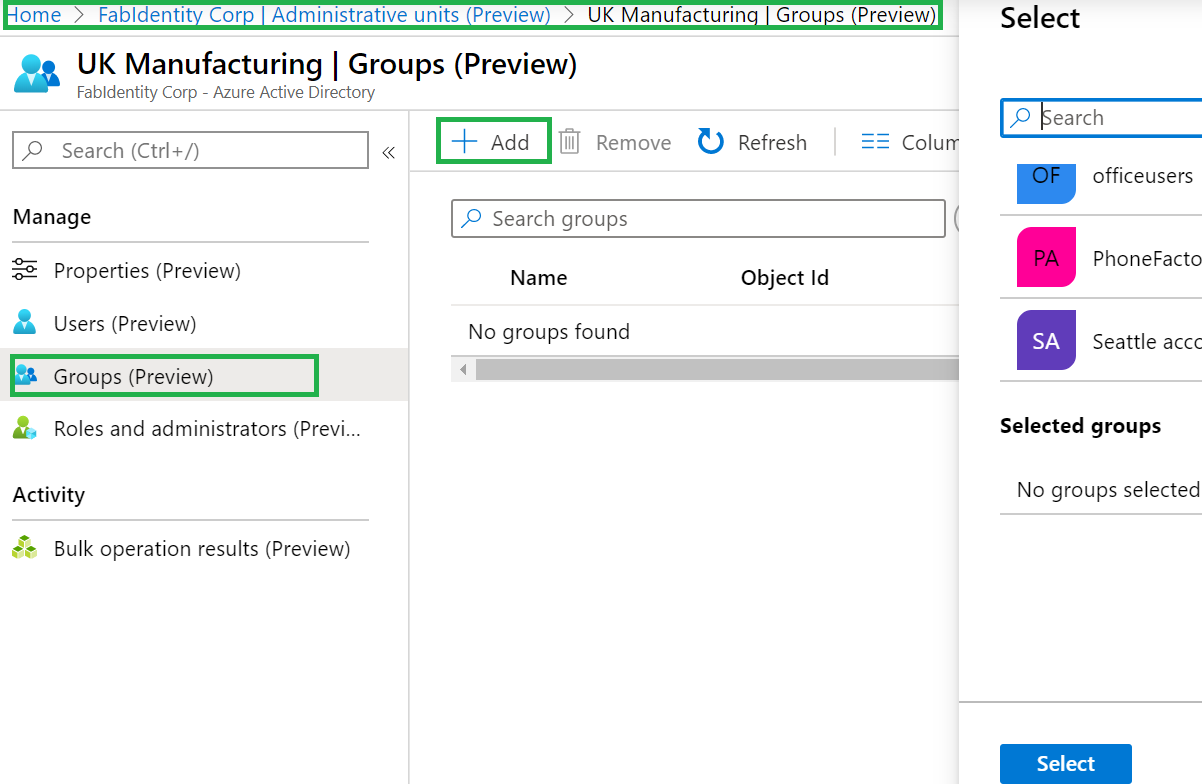 Home > FabIdentity Corp | Administrative units (Preview) > UK Manufacturing | Groups (Preview)
UK Manufacturing | Groups (Preview)
FabIdentity Corp - Azure Active Directory
Search (Ctrl+/)
«
Manage
Properties (Preview)
Users (Preview)
Groups (Preview)
Roles and administrators (Previ...
Activity
Bulk operation results (Preview)
Add
Remove
Refresh
Colum
Search groups
Name Object Id
No groups found
Select
Search
OF officeusers
PA PhoneFacto
SA Seattle acco
Selected groups
No groups selected
Select